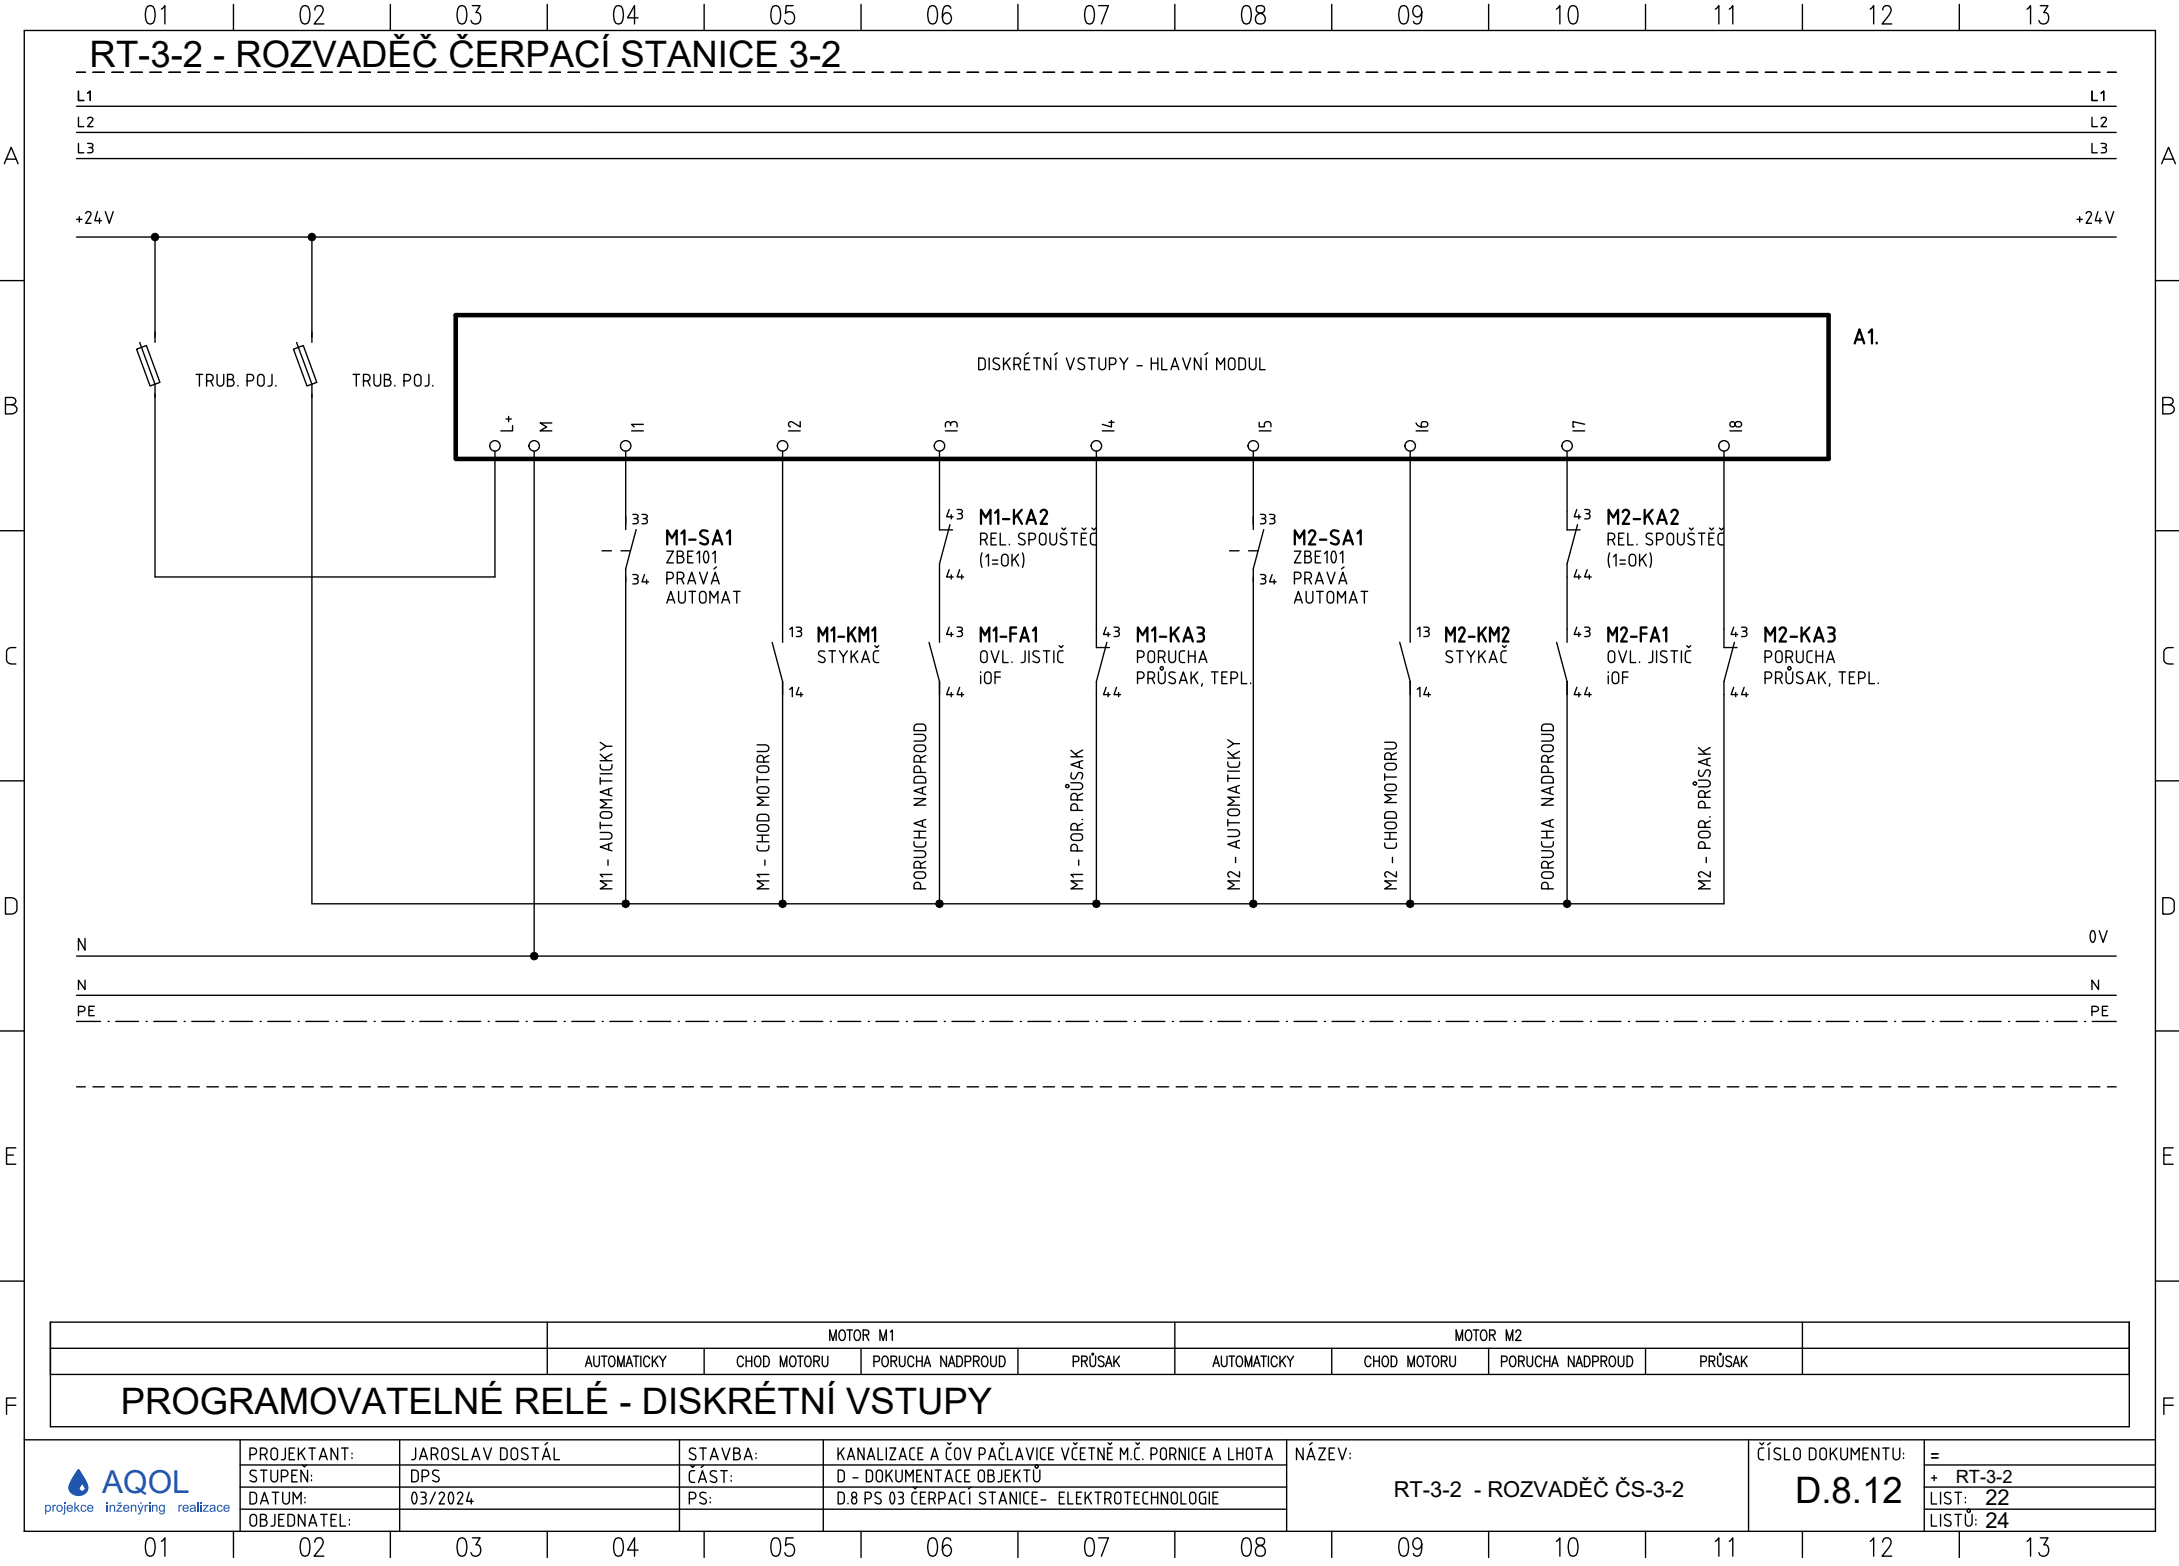 01 02 03 04 05 06 07 08 09 10 11 12 13
RT-3-2 - ROZVADĚČ ČERPACÍ STANICE 3-2
L1 L1
L2 L2
L3 L3
A A
+24V +24V
A1.
DISKRÉTNÍ VSTUPY - HLAVNÍ MODUL
TRUB. POJ. TRUB. POJ.
B B
L+ M I1 I2 I3 I4 I5 I6 I7 I8
33
M1-SA1
ZBE101
34 PRAVÁ
AUTOMAT
13 M1-KM1
STYKAČ
14
43 M1-KA2
REL. SPOUŠTĚČ
(1=OK)
44
43 M1-FA1
OVL. JISTIČ
iOF
44
43 M1-KA3
PORUCHA
PRŮSAK, TEPL.
44
33
M2-SA1
ZBE101
34 PRAVÁ
AUTOMAT
13 M2-KM2
STYKAČ
14
43 M2-KA2
REL. SPOUŠTĚČ
(1=OK)
44
43 M2-FA1
OVL. JISTIČ
iOF
44
43 M2-KA3
PORUCHA
PRŮSAK, TEPL.
44
C C
M1 - AUTOMATICKY
M1 - CHOD MOTORU
PORUCHA NADPROUD
M1 - POR. PRŮSAK
M2 - AUTOMATICKY
M2 - CHOD MOTORU
PORUCHA NADPROUD
M2 - POR. PRŮSAK
D D
N 0V
N N
PE PE
E E
MOTOR M1 MOTOR M2
AUTOMATICKY CHOD MOTORU PORUCHA NADPROUD PRŮSAK AUTOMATICKY CHOD MOTORU PORUCHA NADPROUD PRŮSAK
F F
PROGRAMOVATELNÉ RELÉ - DISKRÉTNÍ VSTUPY
AQOL
projekce inženýring realizace
PROJEKTANT: JAROSLAV DOSTÁL
STUPEŇ: DPS
DATUM: 03/2024
OBJEDNATEL:
STAVBA: KANALIZACE A ČOV PAČLAVICE VČETNĚ M.Č. PORNICE A LHOTA
ČÁST: D - DOKUMENTACE OBJEKTŮ
PS: D.8 PS 03 ČERPACÍ STANICE- ELEKTROTECHNOLOGIE
NÁZEV:
RT-3-2 - ROZVADĚČ ČS-3-2
ČÍSLO DOKUMENTU:
D.8.12
=
+ RT-3-2
LIST: 22
LISTŮ: 24
01 02 03 04 05 06 07 08 09 10 11 12 13